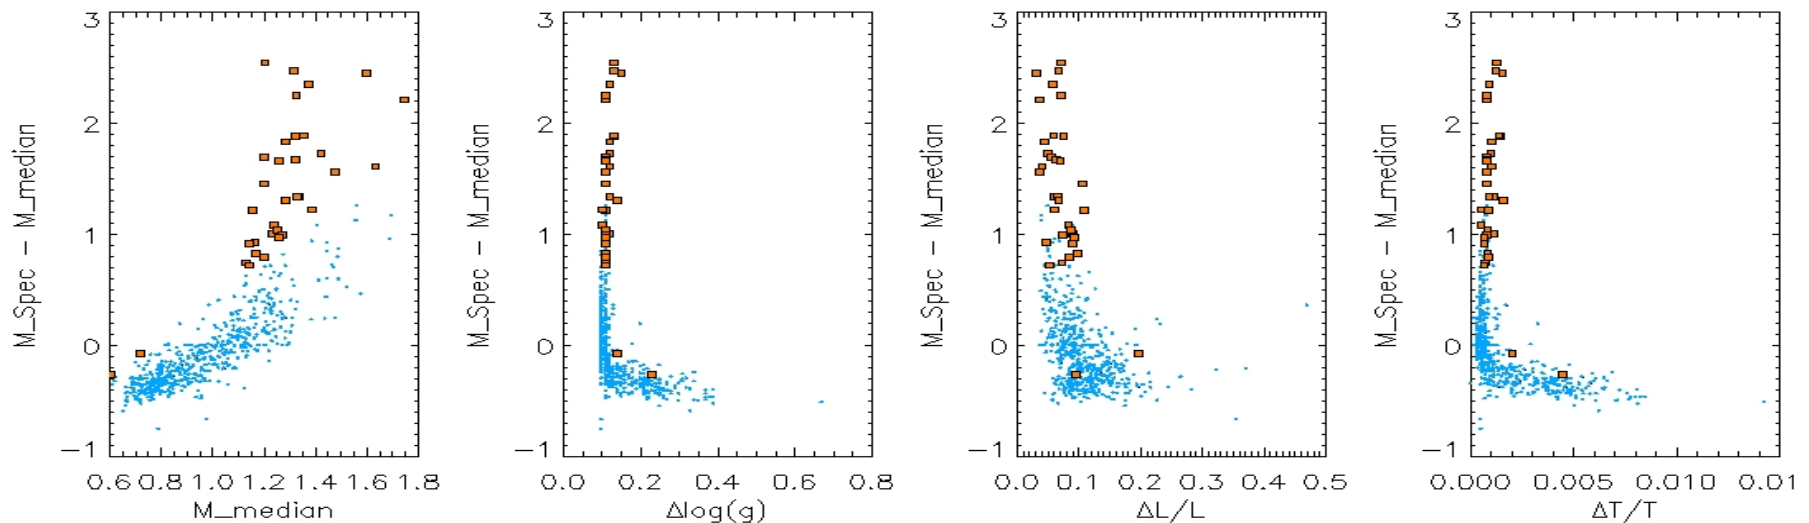 3
2
1
0
−1
M_Spec − M_median
0.6 0.8 1.0 1.2 1.4 1.6 1.8
M_median
3
2
1
0
−1
M_Spec − M_median
0.0 0.2 0.4 0.6 0.8
Δlog(g)
3
2
1
0
−1
M_Spec − M_median
0.0 0.1 0.2 0.3 0.4 0.5
ΔL/L
3
2
1
0
−1
M_Spec − M_median
0.000 0.005 0.010 0.01
ΔT/T